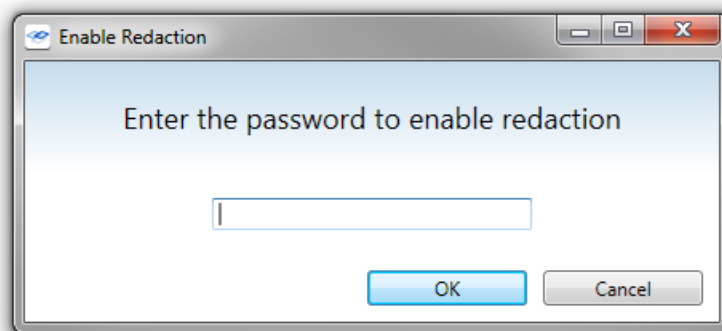 Enable Redaction
Enter the password to enable redaction
OK Cancel